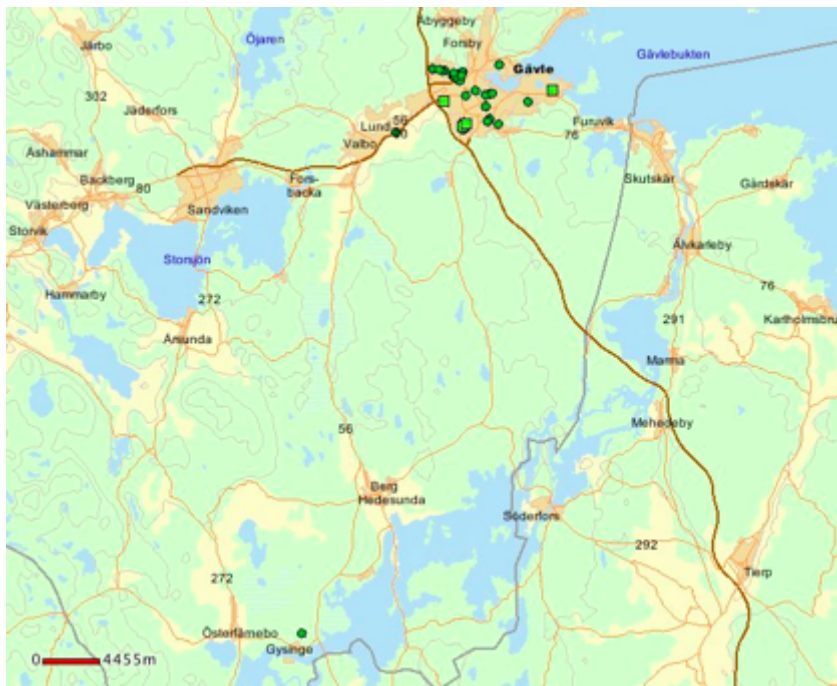 Åbyggeby
Järbo
Öjaren
Forsby
Gävlebukten
Gävle
302
Jäderfors
56
Lund
Furuvik
76
Valbo
Åshammar
Backberg
80
Fors-
backa
Skutskär
Gårdskär
Västerberg
Sandviken
Storvik
Älvkarleby
Storsjön
Hammarby
272
76
291
Karlholmsbru
Årsunda
Marma
56
Mehedeby
Berg
Hedesunda
Söderfors
292
272
Tierp
Österfärnebo
Gysinge
0 4455m